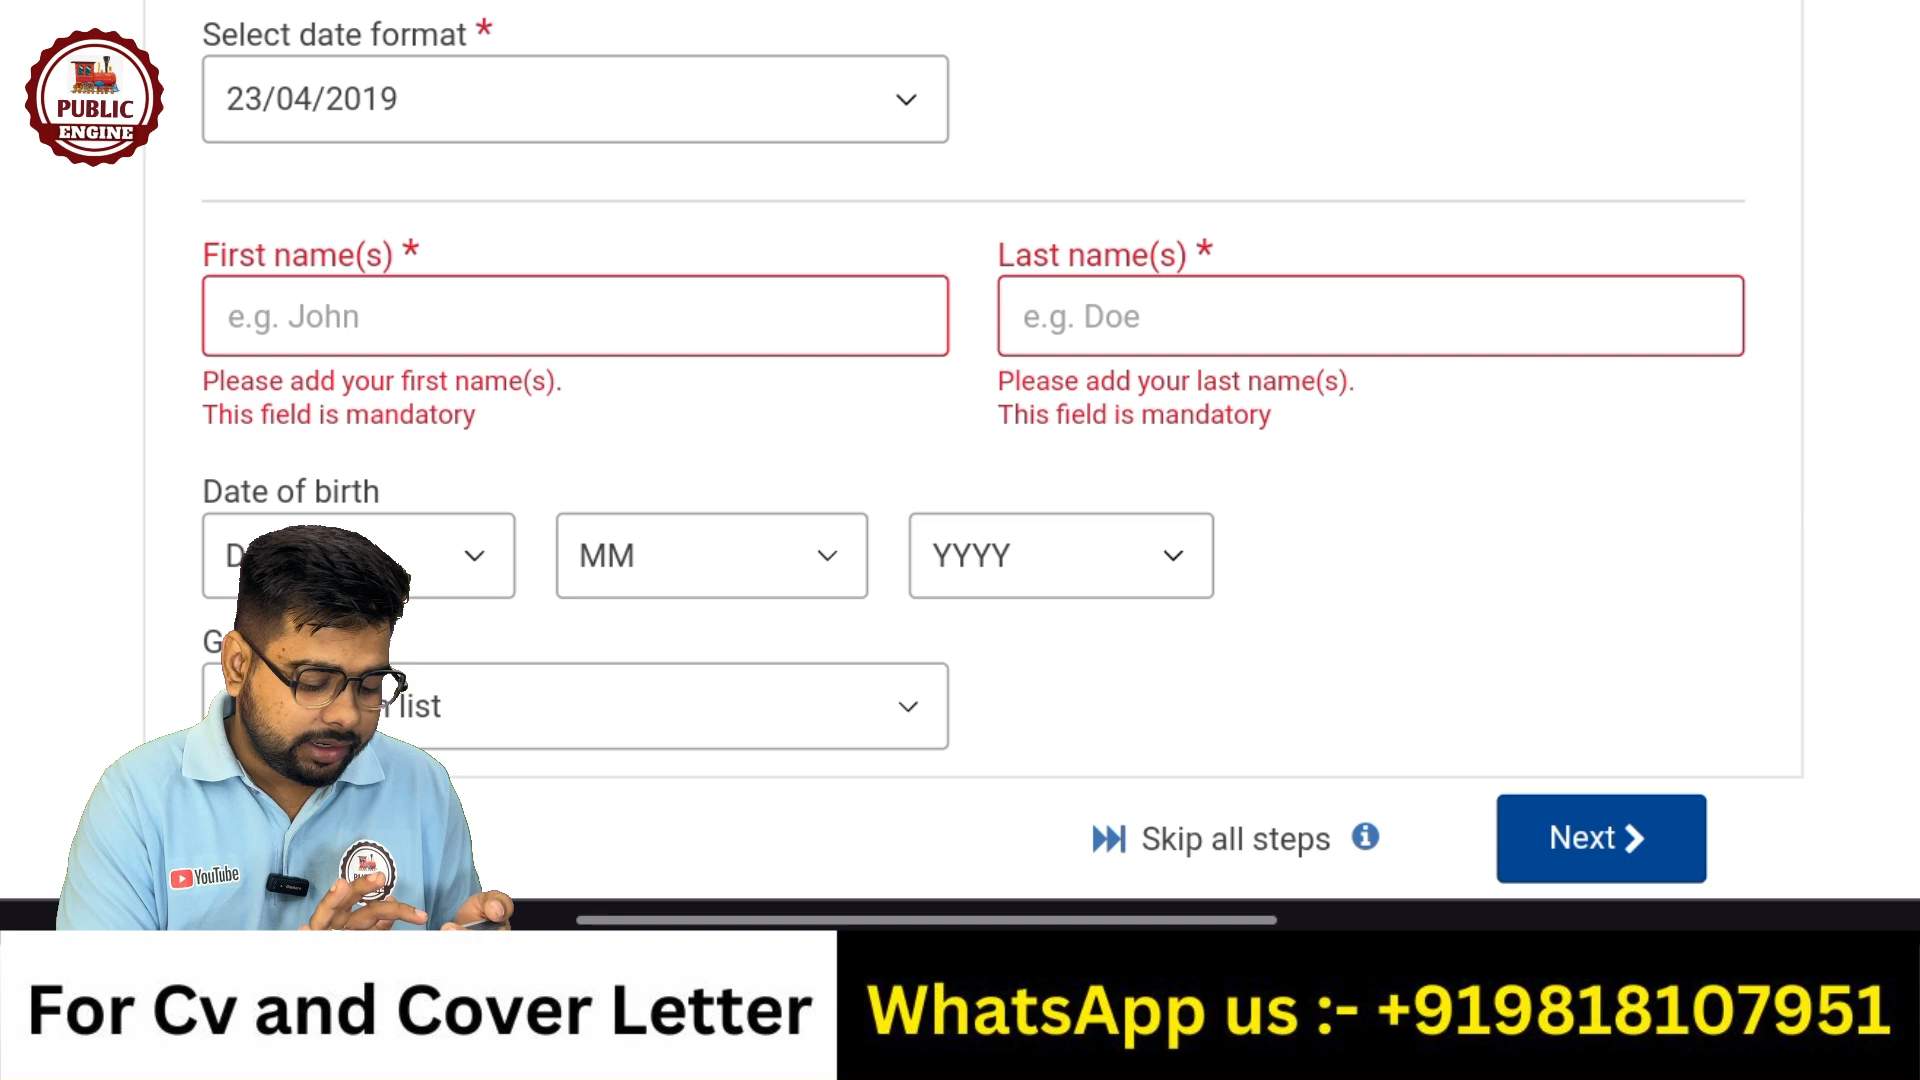 Select date format *
PUBLIC
ENGINE
23/04/2019
First name(s) *
Last name(s) *
e.g. John
e.g. Doe
Please add your first name(s).
This field is mandatory
Please add your last name(s).
This field is mandatory
Date of birth
MM
YYYY
list
Skip all steps
Next
YouTube
For Cv and Cover Letter
WhatsApp us :- +919818107951